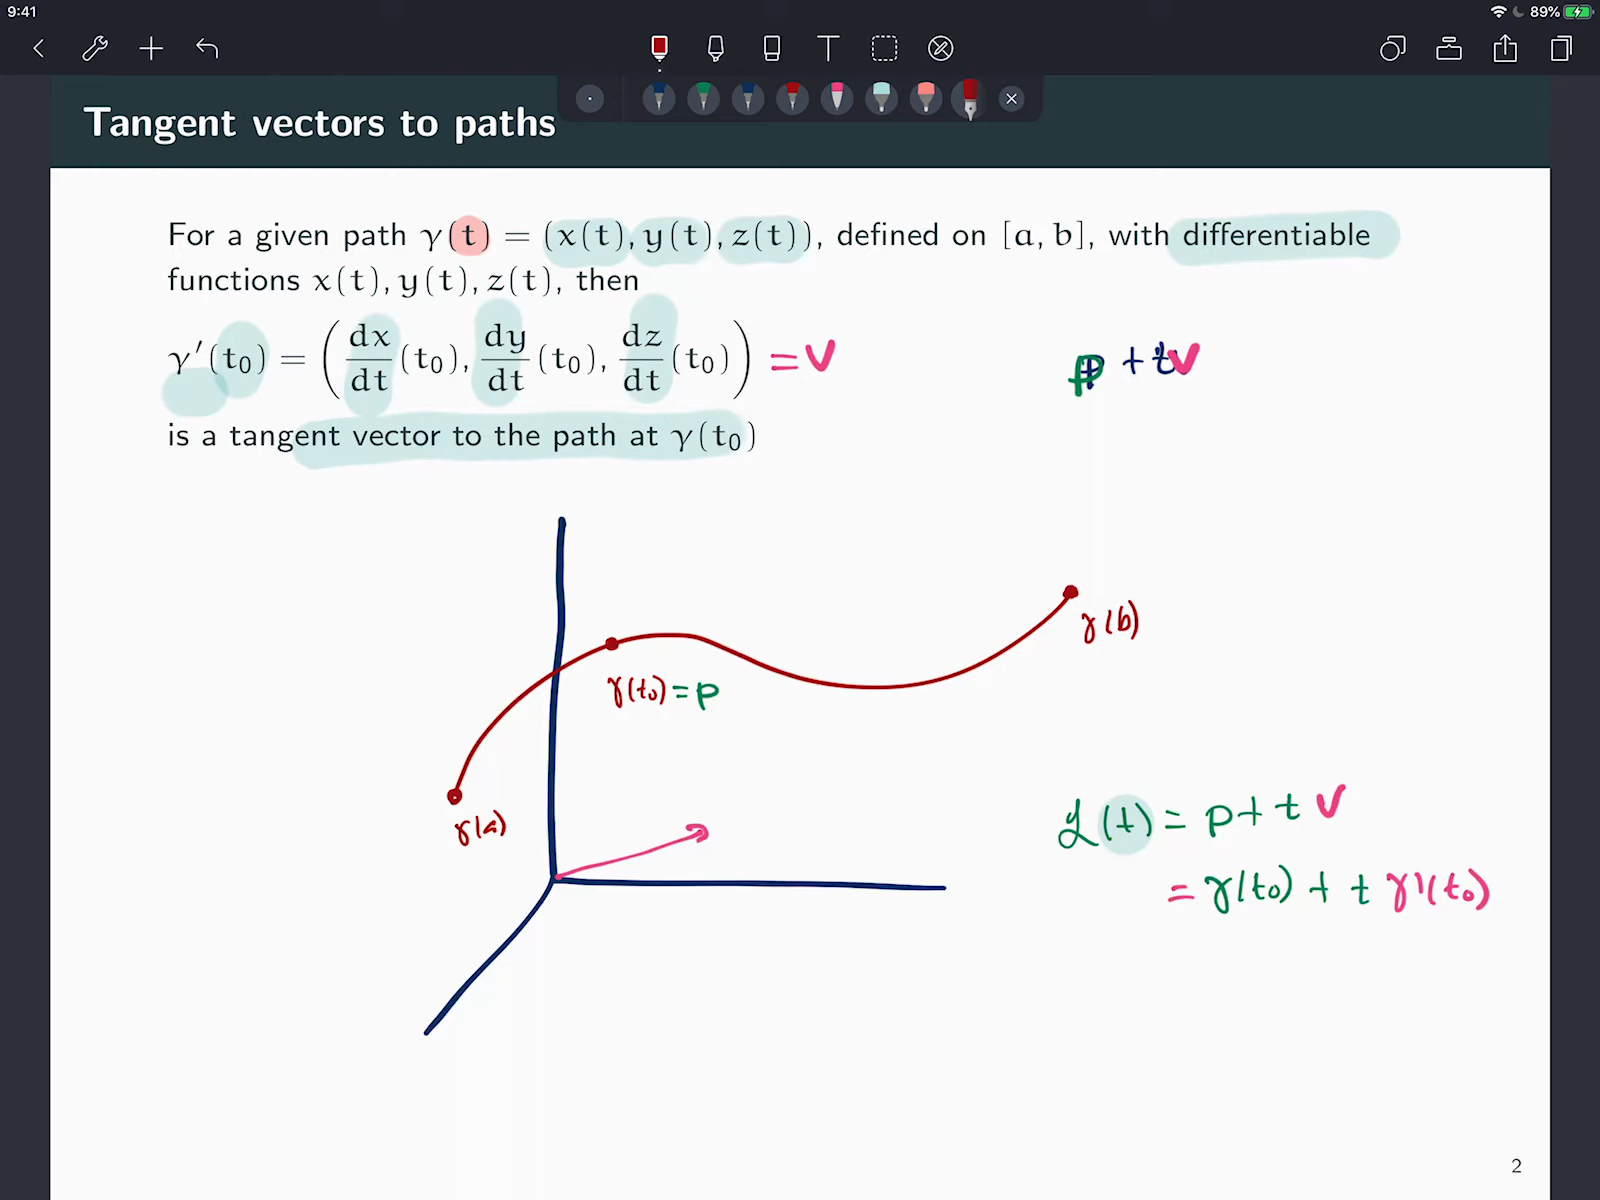 9:41
89%
T
Tangent vectors to paths
For a given path γ(t) = (x(t), y(t), z(t)), defined on [a, b], with differentiable
functions x(t), y(t), z(t), then
γ′(t₀) = (dx/dt (t₀), dy/dt (t₀), dz/dt (t₀)) = v
p + tv
is a tangent vector to the path at γ(t₀)
γ(b)
γ(t₀) = p
γ(a)
ℒ(t) = p + t v
= γ(t₀) + t γ'(t₀)
2